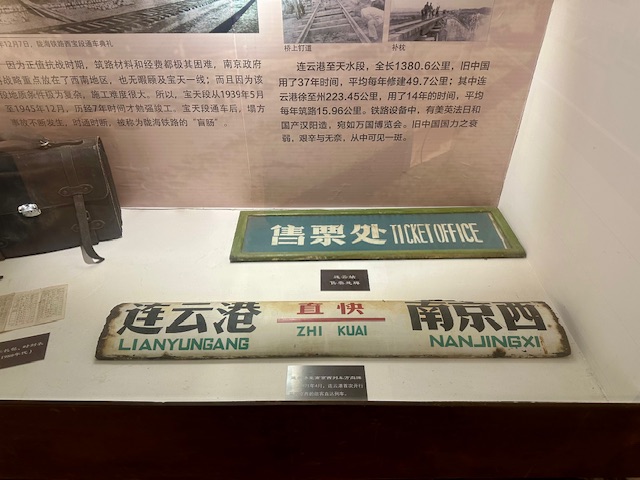 年12月7日，陇海铁路西宝段通车典礼
桥上钉道
补枕
因为正值抗战时期，筑路材料和经费都极其困难，南京政府
战略重点放在了西南地区，也无暇顾及宝天一线；而且因为该
地质条件极为复杂，施工难度很大。所以，宝天段从1939年5月
至1945年12月，历经7年时间才勉强竣工。宝天段通车后，塌方
事故不断发生，时通时断，被称为陇海铁路的“盲肠”。
连云港至天水段，全长1380.6公里，旧中国
用了37年时间，平均每年修建49.7公里；其中连
云港徐至州223.45公里，用了14年的时间，平均
每年筑路15.96公里。铁路设备中，有美英法日和
国产汉阳造，宛如万国博览会。旧中国国力之衰
弱，艰辛与无奈，从中可见一斑。
售票处 TICKET OFFICE
连云港 直快 南京西
LIANYUNGANG ZHI KUAI NANJINGXI